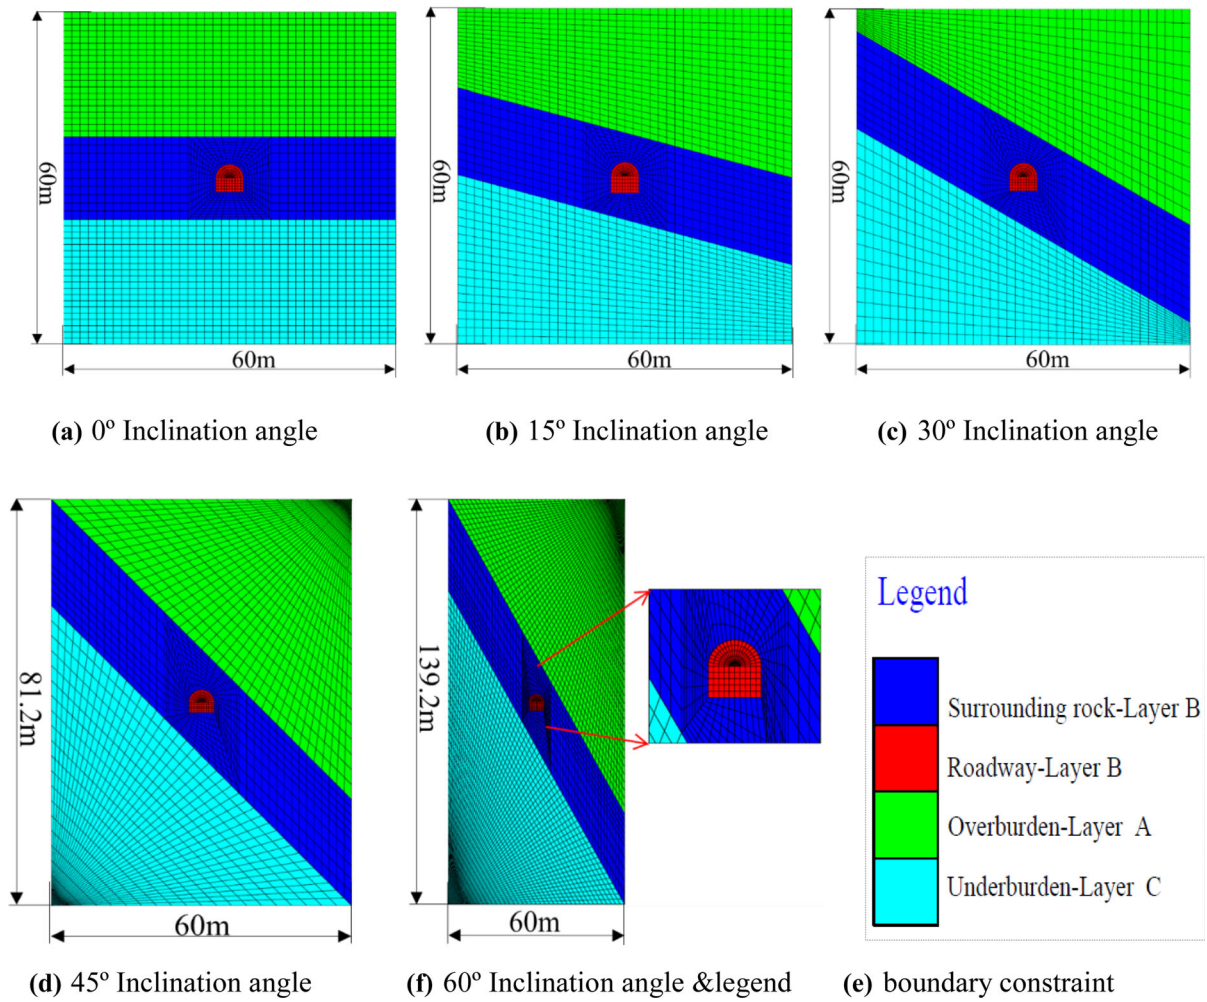 60m
60m
60m
60m
60m
60m
(a) 0º Inclination angle
(b) 15º Inclination angle
(c) 30º Inclination angle
81.2m
60m
139.2m
60m
Legend
Surrounding rock-Layer B
Roadway-Layer B
Overburden-Layer A
Underburden-Layer C
(d) 45º Inclination angle
(f) 60º Inclination angle &legend
(e) boundary constraint